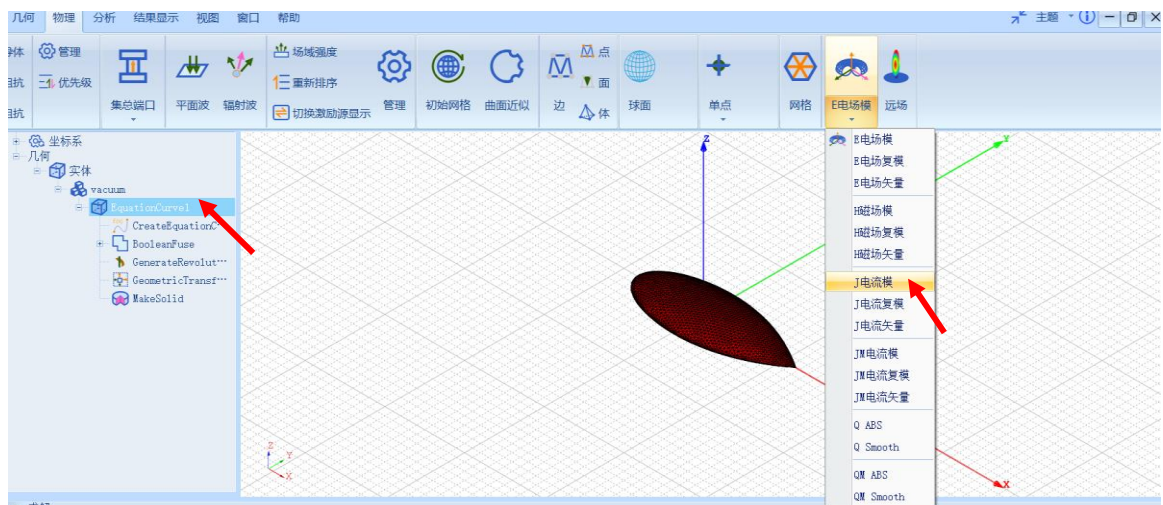 几何 物理 分析 结果显示 视图 窗口 帮助 主题
管理
优先级
集总端口
平面波
辐射波
场域强度
重新排序
切换激励源显示
管理
初始网格
曲面近似
边
点
面
体
球面
单点
网格
E电场模
远场
坐标系
几何
实体
vacuum
EquationCurve1
CreateEquationC…
BooleanFuse
GenerateRevolut…
GeometricTransf…
MakeSolid
Z
Y
X
Z
Y
X
E电场模
E电场复模
E电场矢量
H磁场模
H磁场复模
H磁场矢量
J电流模
J电流复模
J电流矢量
JM电流模
JM电流复模
JM电流矢量
Q ABS
Q Smooth
QM ABS
QM Smooth